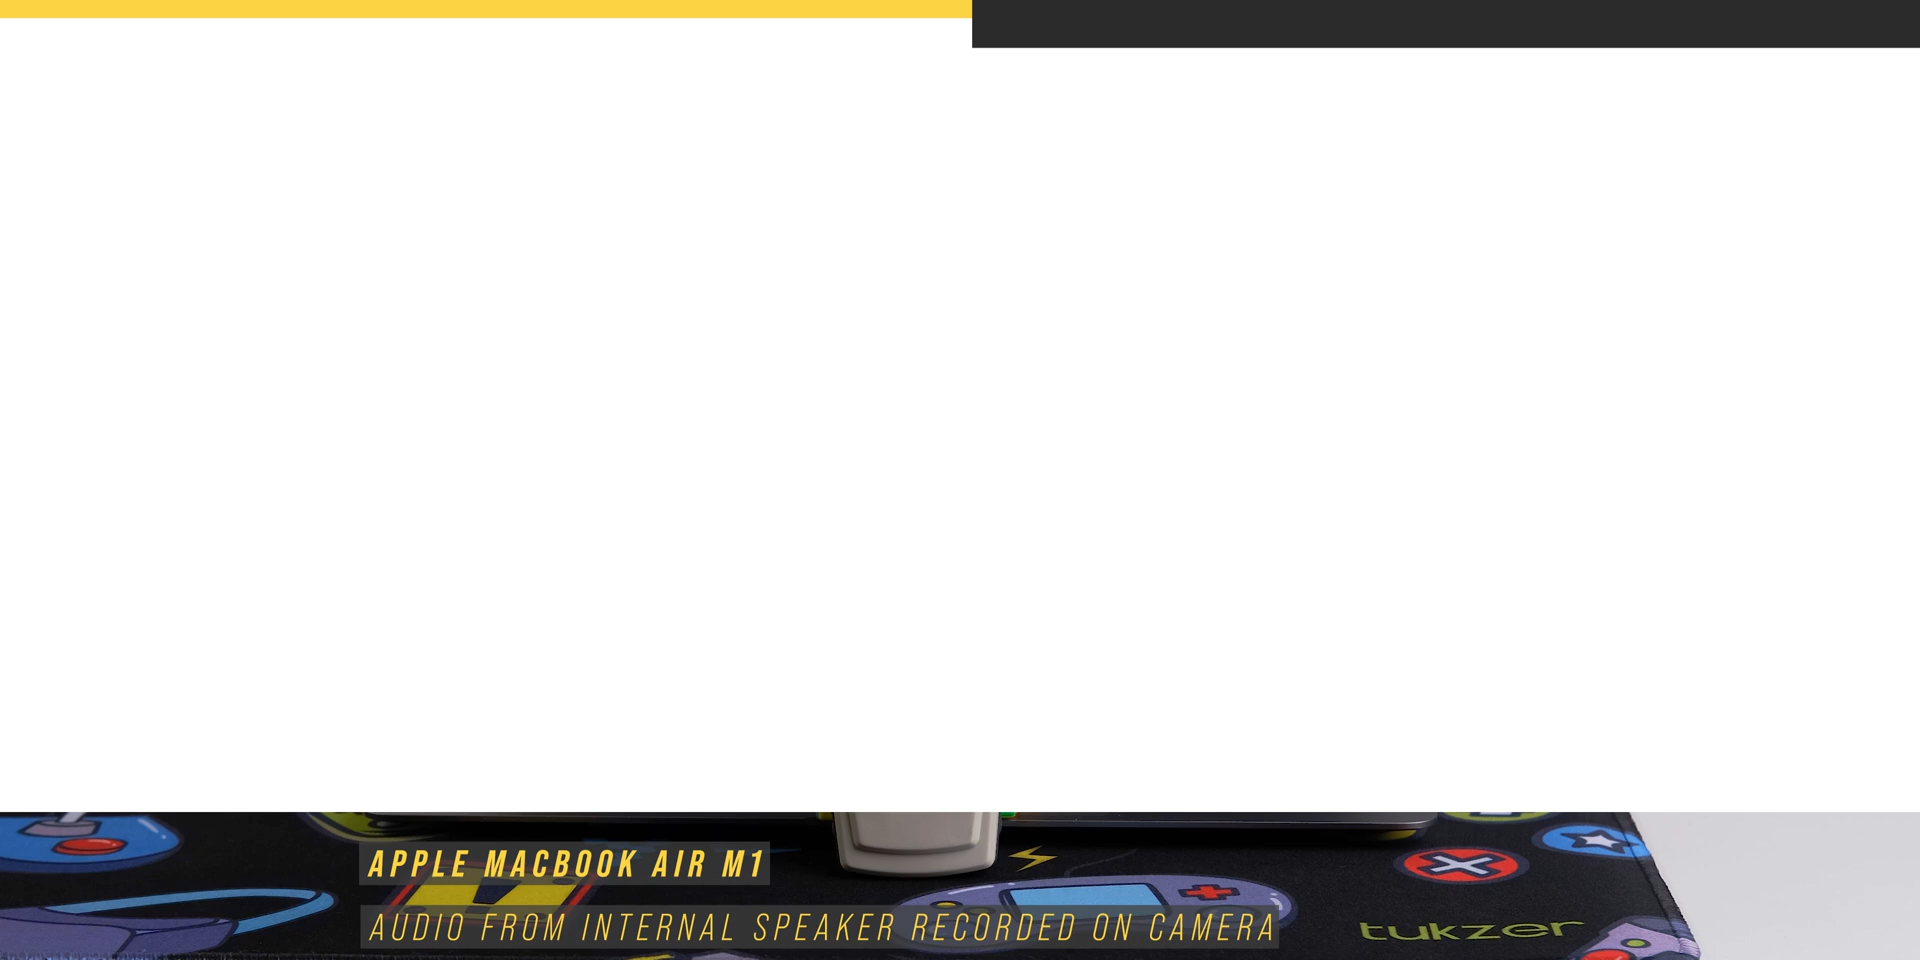 APPLE MACBOOK AIR M1
AUDIO FROM INTERNAL SPEAKER RECORDED ON CAMERA
tukzer